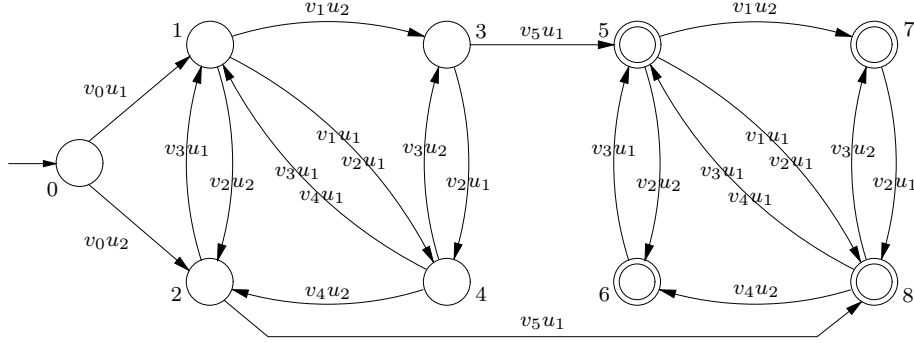 v₁u₂
v₁u₂
1
3
5
7
v₅u₁
v₀u₁
v₁u₁
v₁u₁
v₃u₁
v₂u₁
v₃u₂
v₃u₁
v₂u₁
v₃u₂
v₂u₂
v₃u₁
v₂u₁
v₂u₂
v₃u₁
v₂u₁
0
v₄u₁
v₄u₁
v₀u₂
v₄u₂
v₄u₂
2
4
6
8
v₅u₁